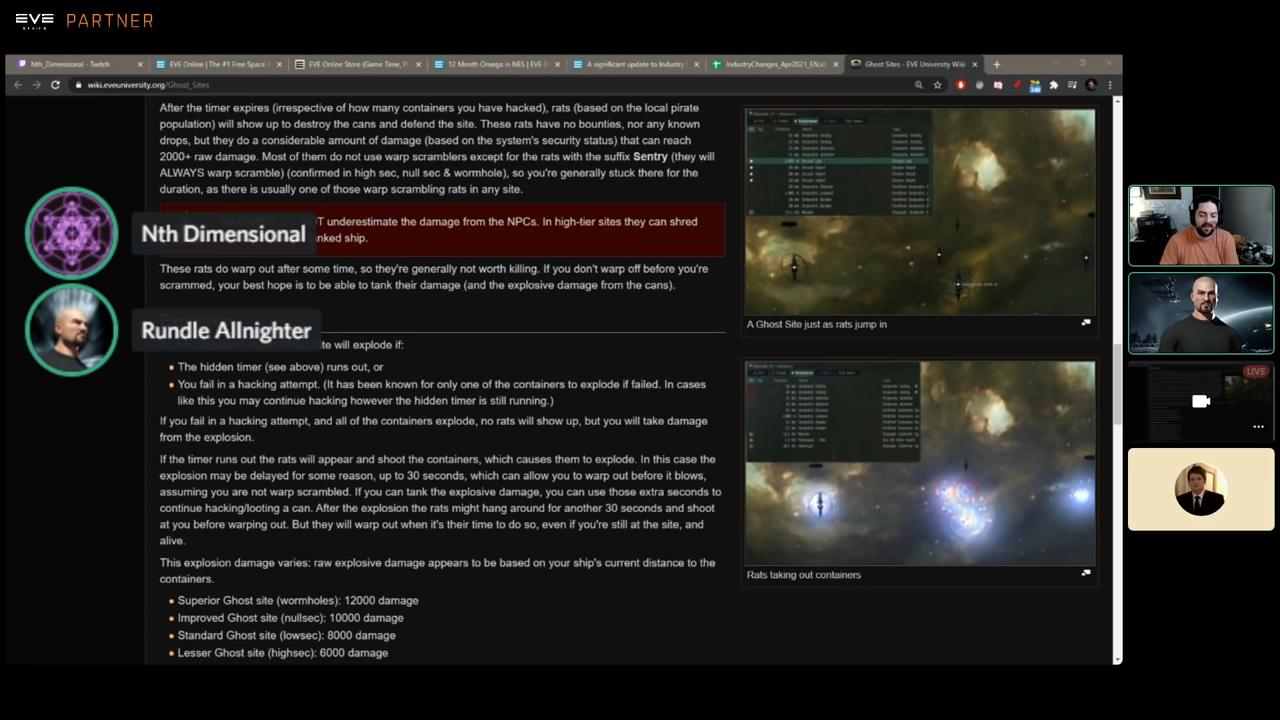 EVE PARTNER
ONLINE
Nth_Dimensional - Twitch
EVE Online | The #1 Free Space
EVE Online Store (Game Time, P
12 Month Omega in NES | EVE O
A significant update to Industry
IndustryChanges_Apr2021_EN.xl
Ghost Sites - EVE University Wiki
wiki.eveuniversity.org/Ghost_Sites
After the timer expires (irrespective of how many containers you have hacked), rats (based on the local pirate
population) will show up to destroy the cans and defend the site. These rats have no bounties, nor any known
drops, but they do a considerable amount of damage (based on the system's security status) that can reach
2000+ raw damage. Most of them do not use warp scramblers except for the rats with the suffix Sentry (they will
ALWAYS warp scramble) (confirmed in high sec, null sec & wormhole), so you're generally stuck there for the
duration, as there is usually one of those warp scrambling rats in any site.
T underestimate the damage from the NPCs. In high-tier sites they can shred
nked ship.
Nth Dimensional
These rats do warp out after some time, so they're generally not worth killing. If you don't warp off before you're
scrammed, your best hope is to be able to tank their damage (and the explosive damage from the cans).
Rundle Allnighter
te will explode if:
The hidden timer (see above) runs out, or
You fail in a hacking attempt. (It has been known for only one of the containers to explode if failed. In cases
like this you may continue hacking however the hidden timer is still running.)
If you fail in a hacking attempt, and all of the containers explode, no rats will show up, but you will take damage
from the explosion.
If the timer runs out the rats will appear and shoot the containers, which causes them to explode. In this case the
explosion may be delayed for some reason, up to 30 seconds, which can allow you to warp out before it blows,
assuming you are not warp scrambled. If you can tank the explosive damage, you can use those extra seconds to
continue hacking/looting a can. After the explosion the rats might hang around for another 30 seconds and shoot
at you before warping out. But they will warp out when it's their time to do so, even if you're still at the site, and
alive.
This explosion damage varies: raw explosive damage appears to be based on your ship's current distance to the
containers.
Superior Ghost site (wormholes): 12000 damage
Improved Ghost site (nullsec): 10000 damage
Standard Ghost site (lowsec): 8000 damage
Lesser Ghost site (highsec): 6000 damage
A Ghost Site just as rats jump in
Rats taking out containers
LIVE